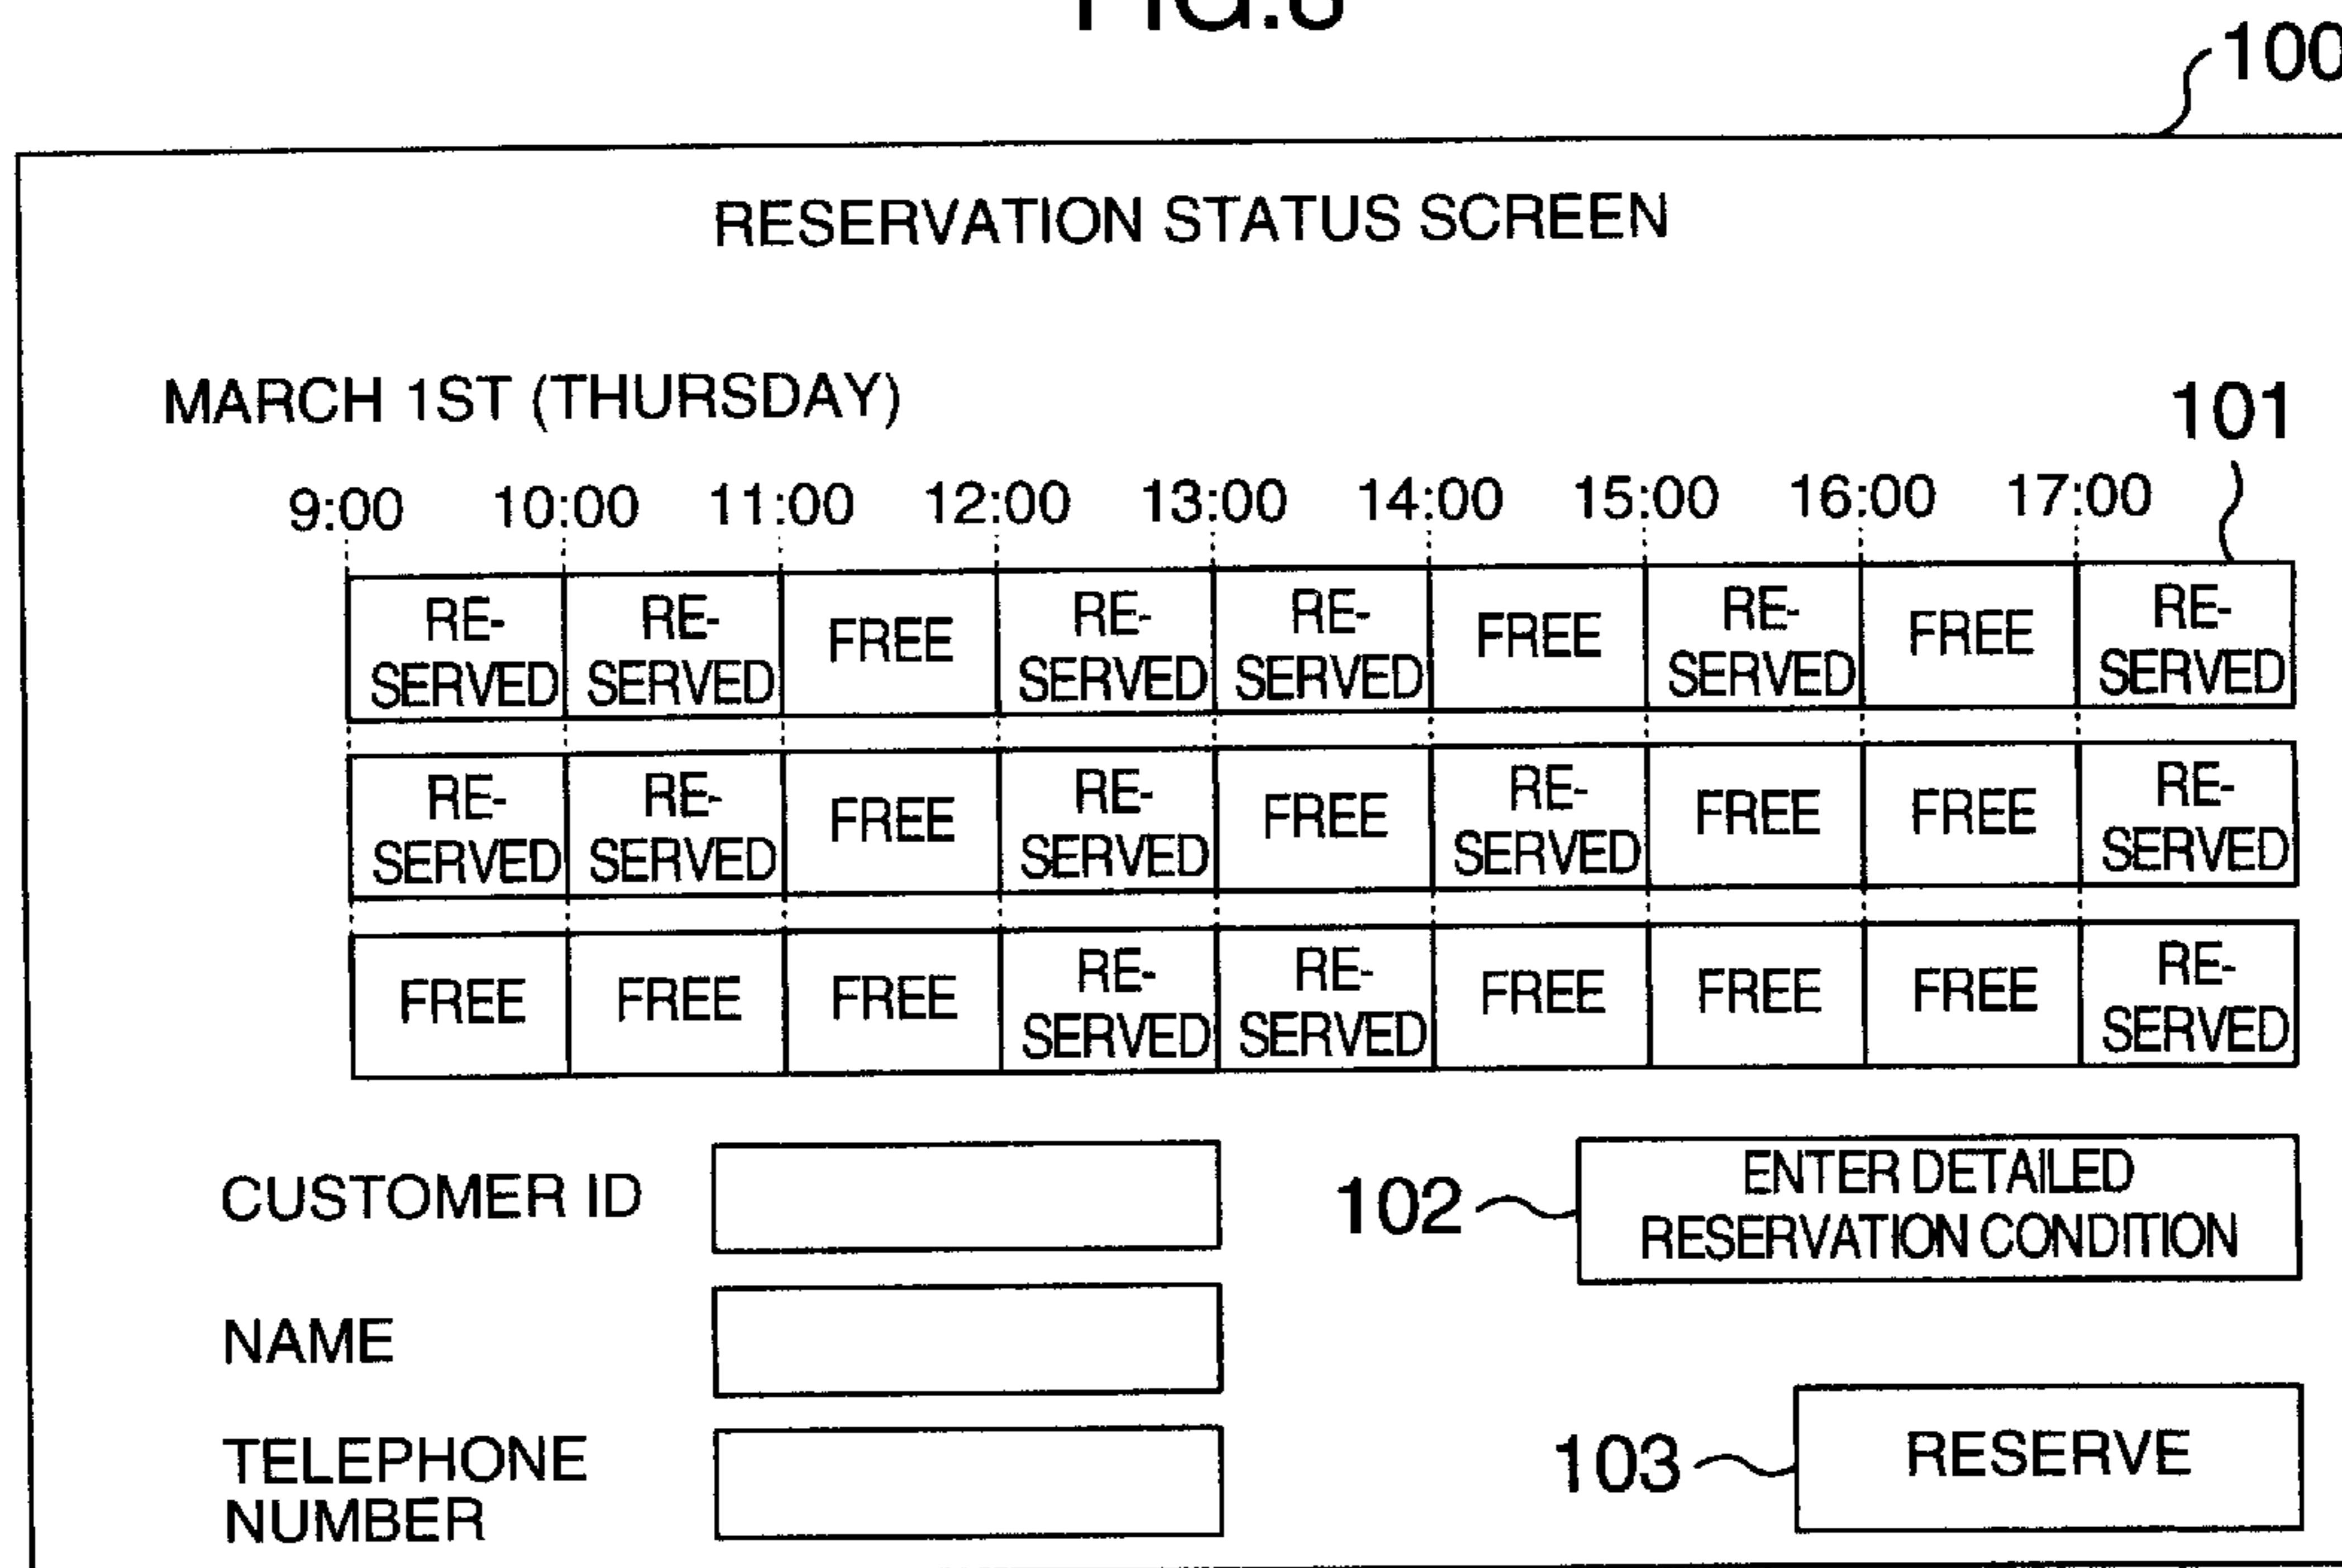 100
RESERVATION STATUS SCREEN
MARCH 1ST (THURSDAY)
101
9:00 10:00 11:00 12:00 13:00 14:00 15:00 16:00 17:00
RE- RE- FREE RE- RE- FREE RE- FREE RE-
SERVED SERVED SERVED SERVED SERVED SERVED
RE- RE- FREE RE- FREE RE- FREE FREE RE-
SERVED SERVED SERVED SERVED SERVED
FREE FREE FREE RE- RE- FREE FREE FREE RE-
SERVED SERVED SERVED
CUSTOMER ID
102
ENTER DETAILED
RESERVATION CONDITION
NAME
TELEPHONE
NUMBER
103
RESERVE